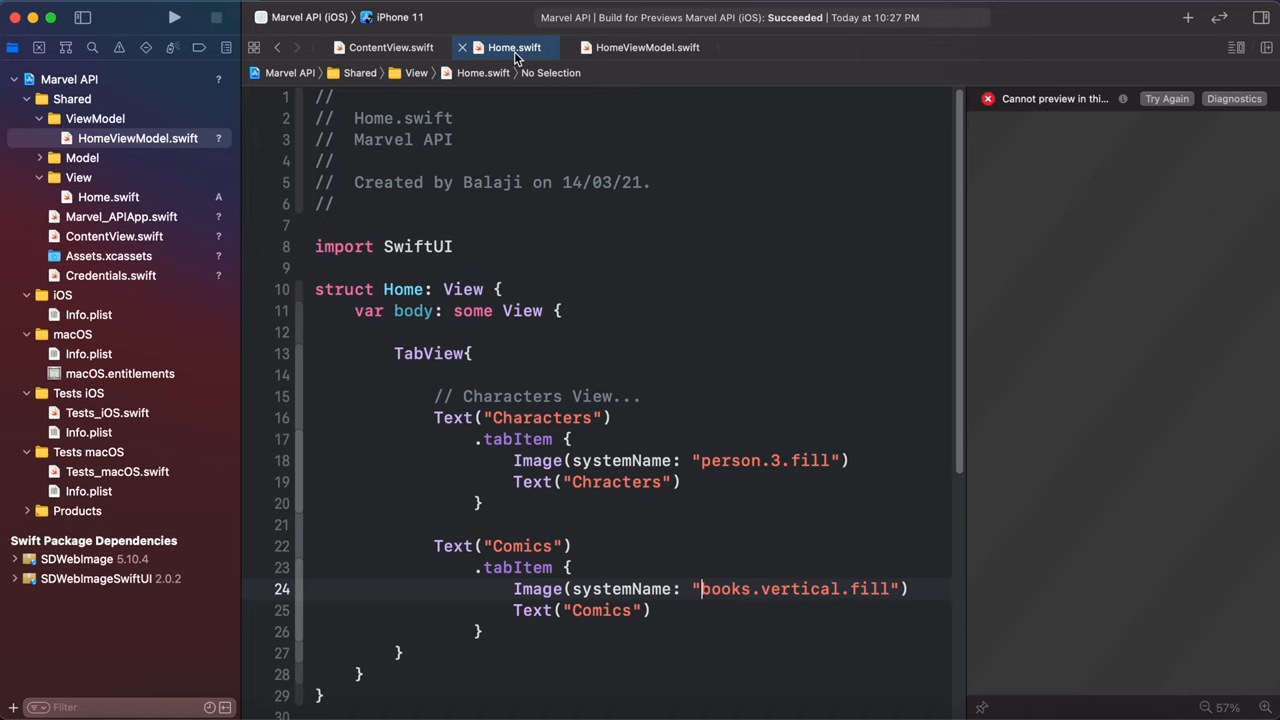 Marvel API (iOS) 〉 iPhone 11
Marvel API | Build for Previews Marvel API (iOS): Succeeded | Today at 10:27 PM
ContentView.swift
Home.swift
HomeViewModel.swift
Marvel API 〉 Shared 〉 View 〉 Home.swift 〉 No Selection
Marvel API ?
Shared
ViewModel
HomeViewModel.swift ?
Model
View
Home.swift A
Marvel_APIApp.swift ?
ContentView.swift ?
Assets.xcassets ?
Credentials.swift ?
iOS
Info.plist
macOS
Info.plist
macOS.entitlements
Tests iOS
Tests_iOS.swift
Info.plist
Tests macOS
Tests_macOS.swift
Info.plist
Products
Swift Package Dependencies
SDWebImage 5.10.4
SDWebImageSwiftUI 2.0.2
Filter
1 //
2 // Home.swift
3 // Marvel API
4 //
5 // Created by Balaji on 14/03/21.
6 //
7
8 import SwiftUI
9
10 struct Home: View {
11 var body: some View {
12
13 TabView{
14
15 // Characters View...
16 Text("Characters")
17 .tabItem {
18 Image(systemName: "person.3.fill")
19 Text("Chracters")
20 }
21
22 Text("Comics")
23 .tabItem {
24 Image(systemName: "books.vertical.fill")
25 Text("Comics")
26 }
27 }
28 }
29 }
30
Cannot preview in thi... Try Again Diagnostics
57%